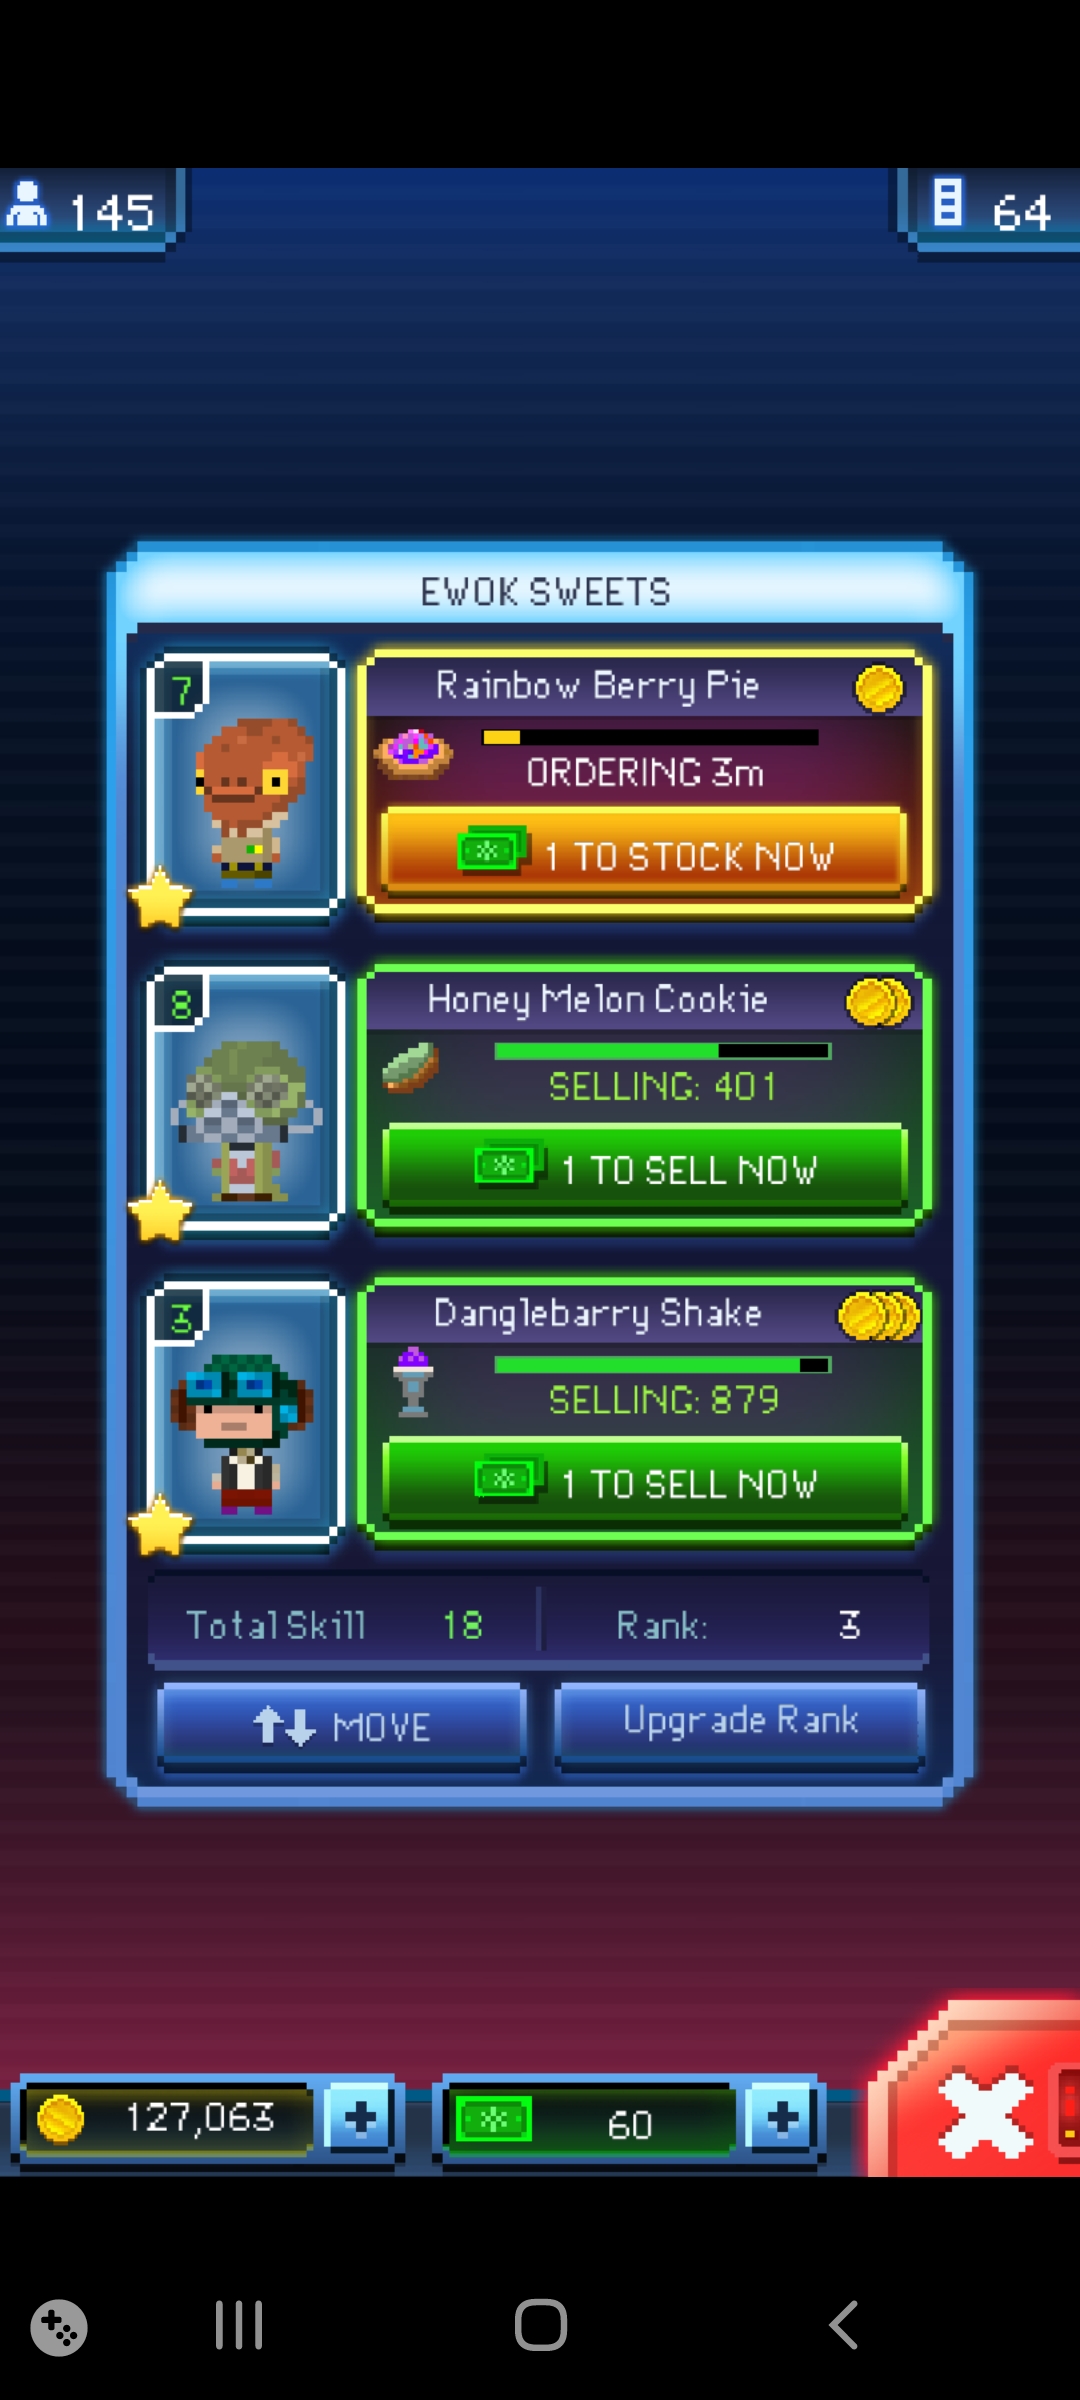 145
64
EWOK SWEETS
7
Rainbow Berry Pie
ORDERING 3m
1 TO STOCK NOW
8
Honey Melon Cookie
SELLING: 401
1 TO SELL NOW
3
Danglebarry Shake
SELLING: 879
1 TO SELL NOW
Total Skill 18 Rank: 3
MOVE Upgrade Rank
127,063 60